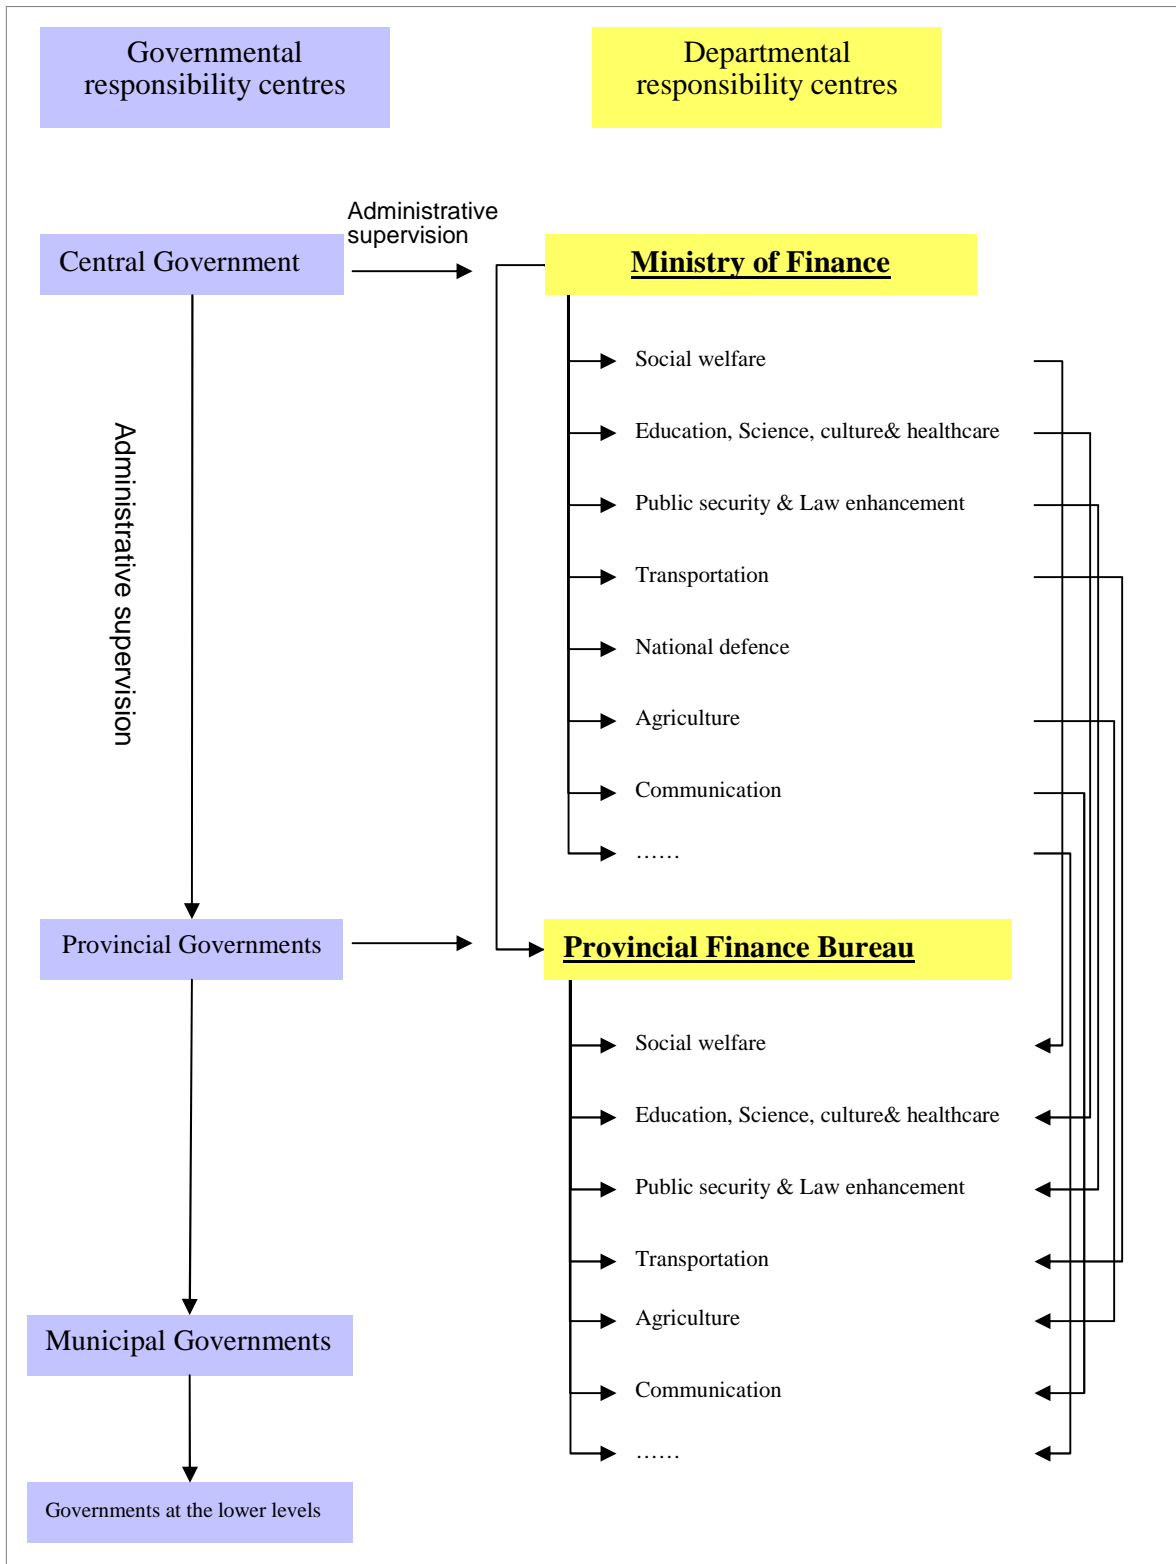 Governmental
responsibility centres
Departmental
responsibility centres
Administrative
supervision
Central Government
Ministry of Finance
Social welfare
Education, Science, culture& healthcare
Administrative supervision
Public security & Law enhancement
Transportation
National defence
Agriculture
Communication
……
Provincial Governments
Provincial Finance Bureau
Social welfare
Education, Science, culture& healthcare
Public security & Law enhancement
Transportation
Agriculture
Municipal Governments
Communication
……
Governments at the lower levels